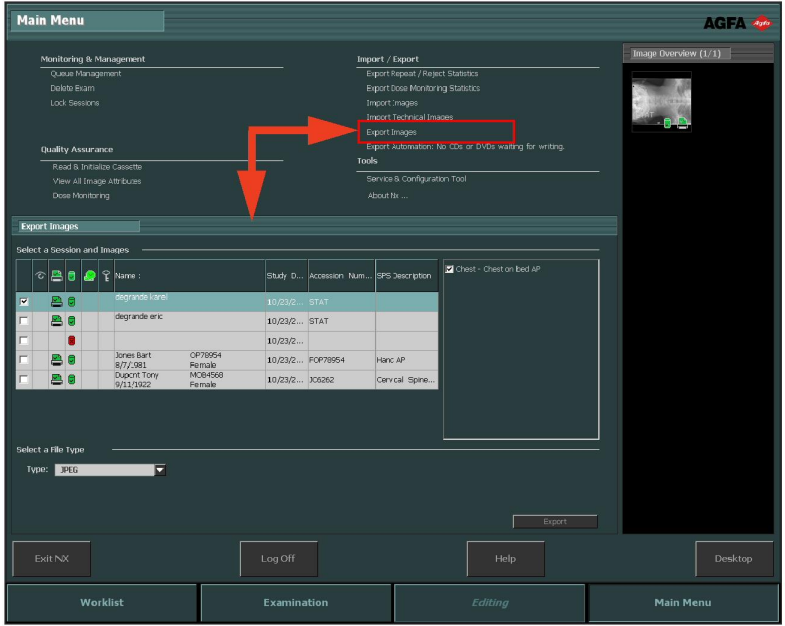 Main Menu
AGFA Agfa
Monitoring & Management
Queue Management
Delete Exam
Lock Sessions
Quality Assurance
Read & Initialize Cassette
View All Image Attributes
Dose Monitoring
Import / Export
Export Repeat / Reject Statistics
Export Dose Monitoring Statistics
Import Images
Import Technical Images
Export Images
Export Automation: No CDs or DVDs waiting for writing.
Tools
Service & Configuration Tool
About Nx ...
Image Overview (1/1)
STAT
Export Images
Select a Session and Images
Name : Study D... Accession Num... SPS Description
degrande karel 10/23/2... STAT
degrande eric 10/23/2... STAT
10/23/2...
Jones Bart OP78954 10/23/2... FOP78954 Hand AP
8/7/1981 Female
Dupont Tony MOB4568 10/23/2... JC6262 Cervical Spine...
9/11/1922 Female
Chest - Chest on bed AP
Select a File Type
Type: JPEG
Export
Exit NX Log Off Help Desktop
Worklist Examination Editing Main Menu